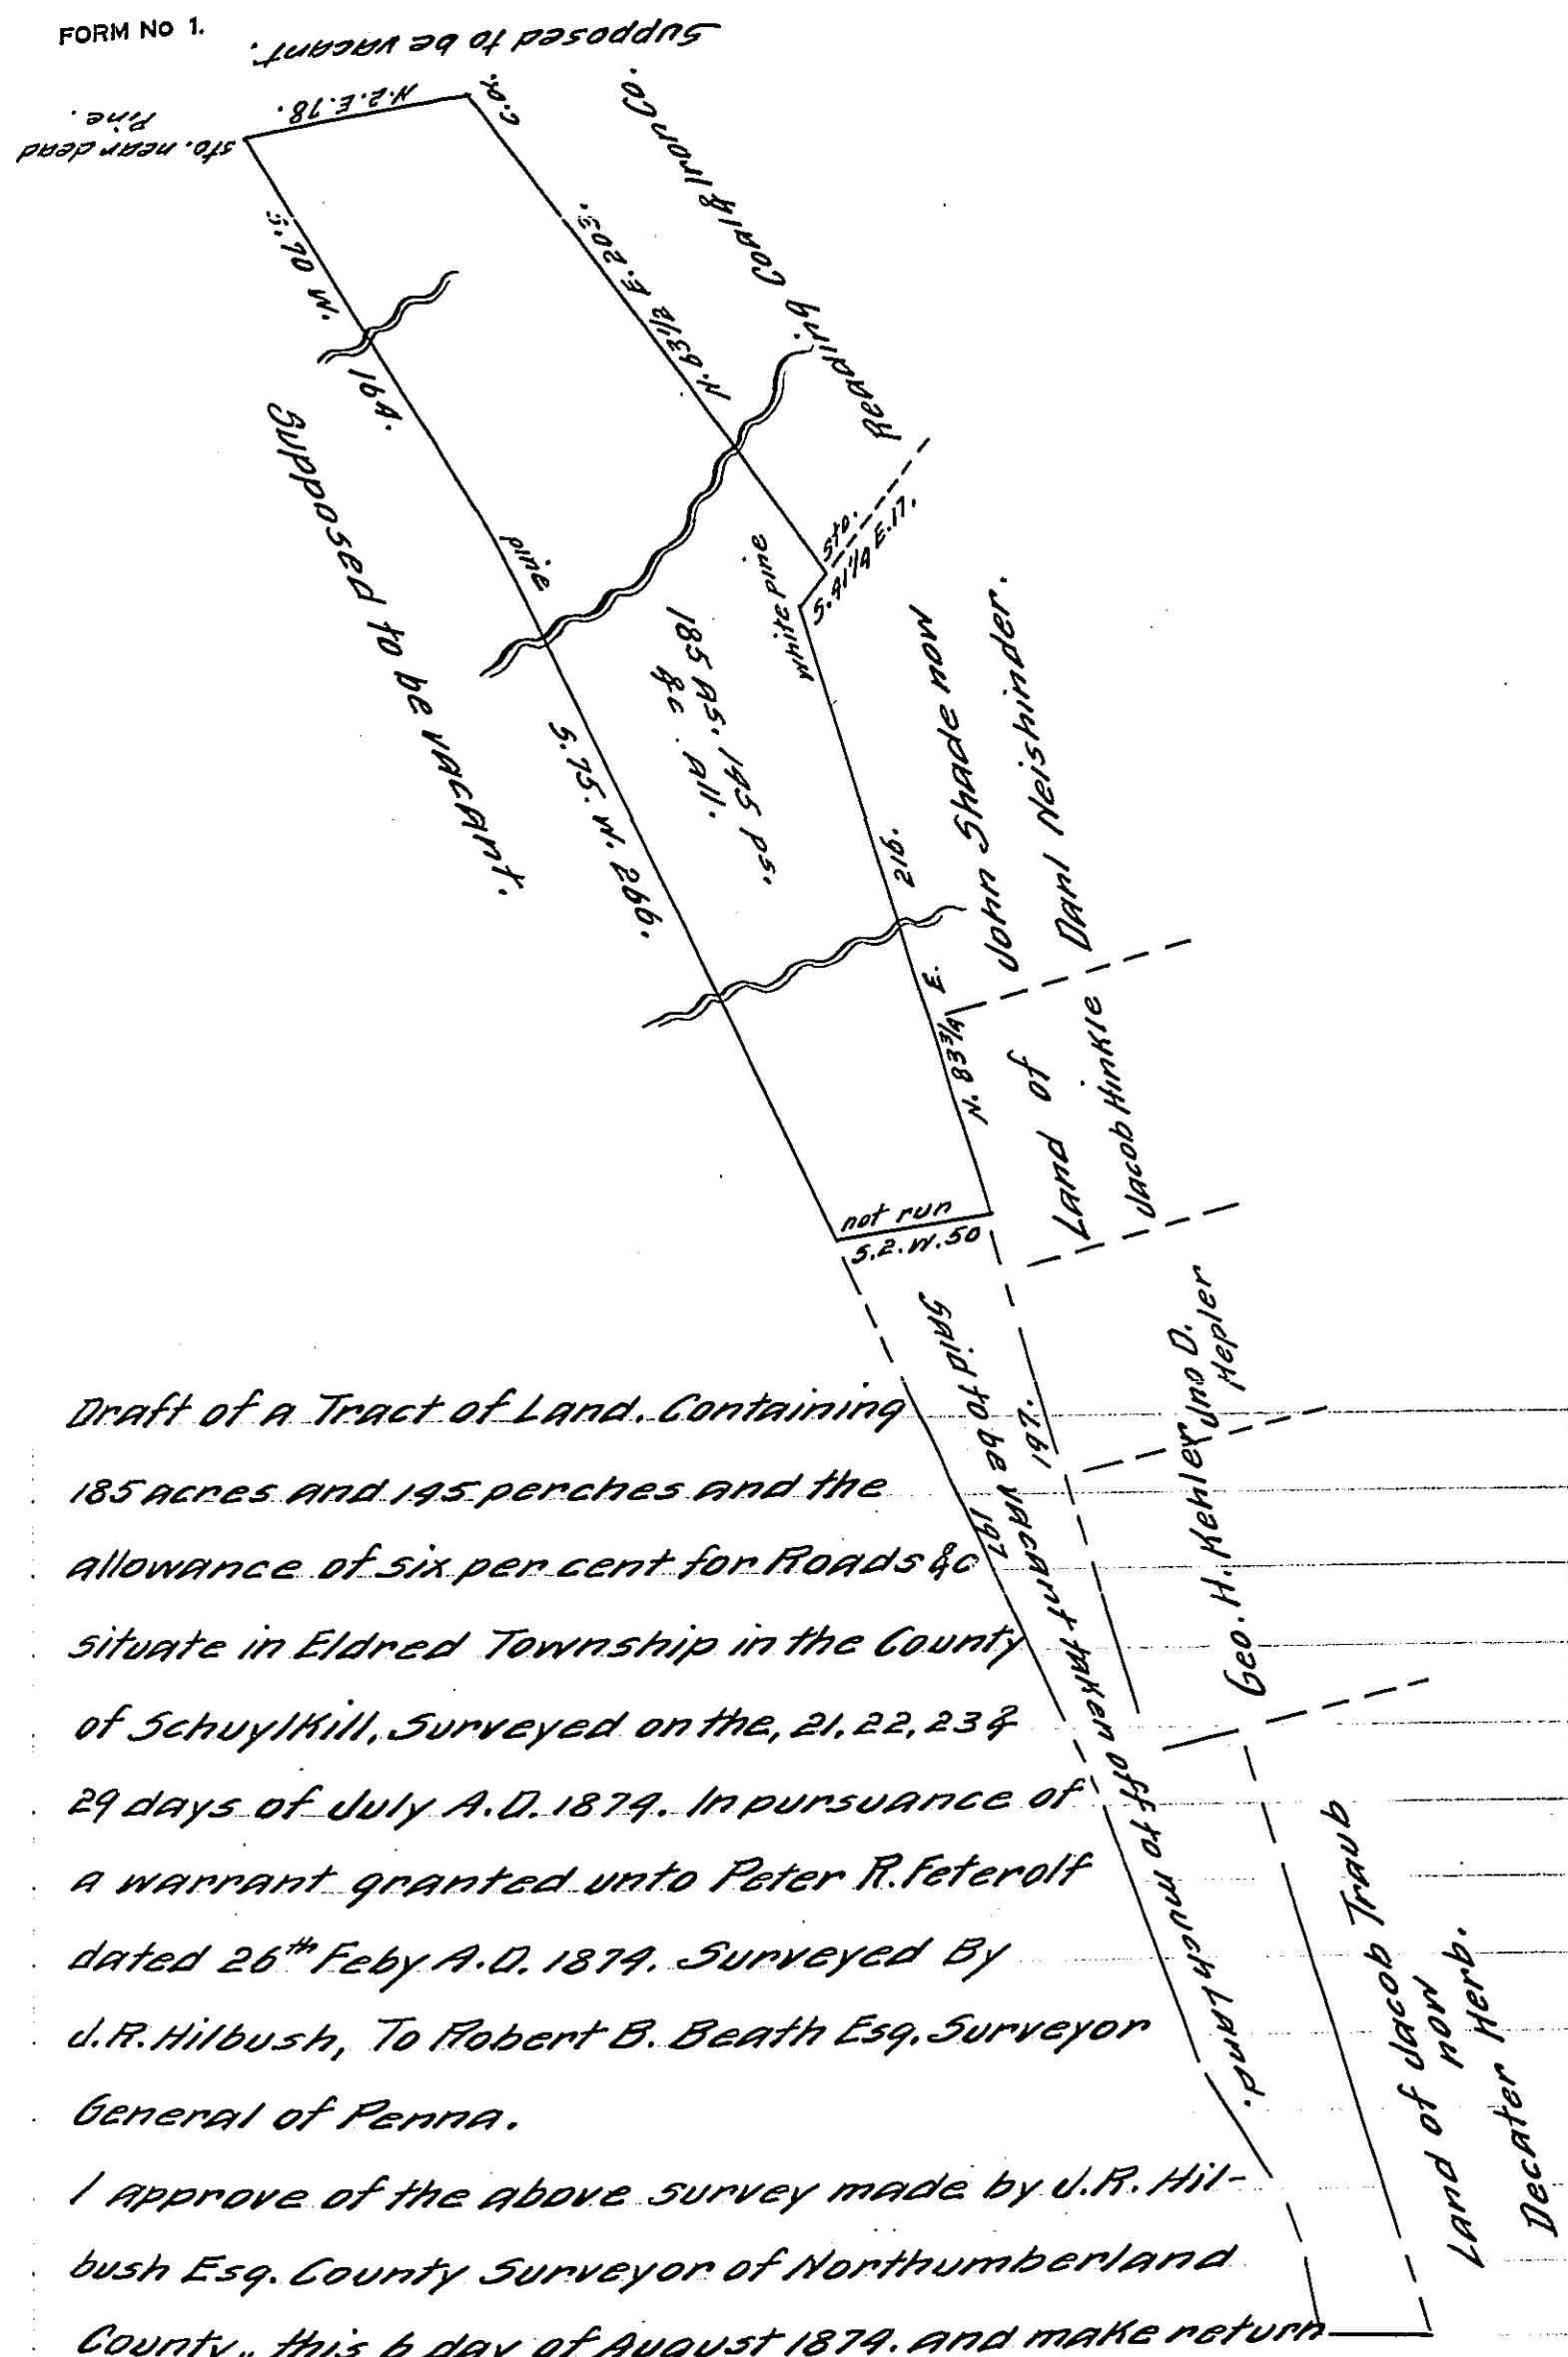 FORM No 1.
Supposed to be vacant.
N.2.E.78.
sto. near dead
Pine.
C.O.
Reading Coal & Iron Co.
S. 70 W. 164.
N. 63 1/2 E. 203.
Supposed to be vacant.
pine
white pine
sto.
S. 41 1/4 E. 17.
185 As. 145 ps.
&c. all.
S. 75. W. 266.
216.
N. 83 3/4 E.
John Shade now
Danl Neishinder.
Land of
Jacob Hinkle
not run
S. 2. W. 50
Said to be vacant taken off to much Land.
197.
197
Jno D.
Hepler
Geo. H. Kehler
Land of Jacob Traub
now
Decater Herb.
Draft of a Tract of Land. Containing
185 acres and 145 perches and the
allowance of six per cent for Roads &c
situate in Eldred Township in the County
of Schuylkill, Surveyed on the, 21, 22, 23 &
24 days of July A.D. 1874. In pursuance of
a warrant granted unto Peter R. Feterolf
dated 26th Feby A.D. 1874. Surveyed By
J.R. Hilbush, To Robert B. Beath Esq. Surveyor
General of Penna.
I approve of the above survey made by J.R. Hil-
bush Esq. County Surveyor of Northumberland
County,, this 6 day of August 1874. and make return